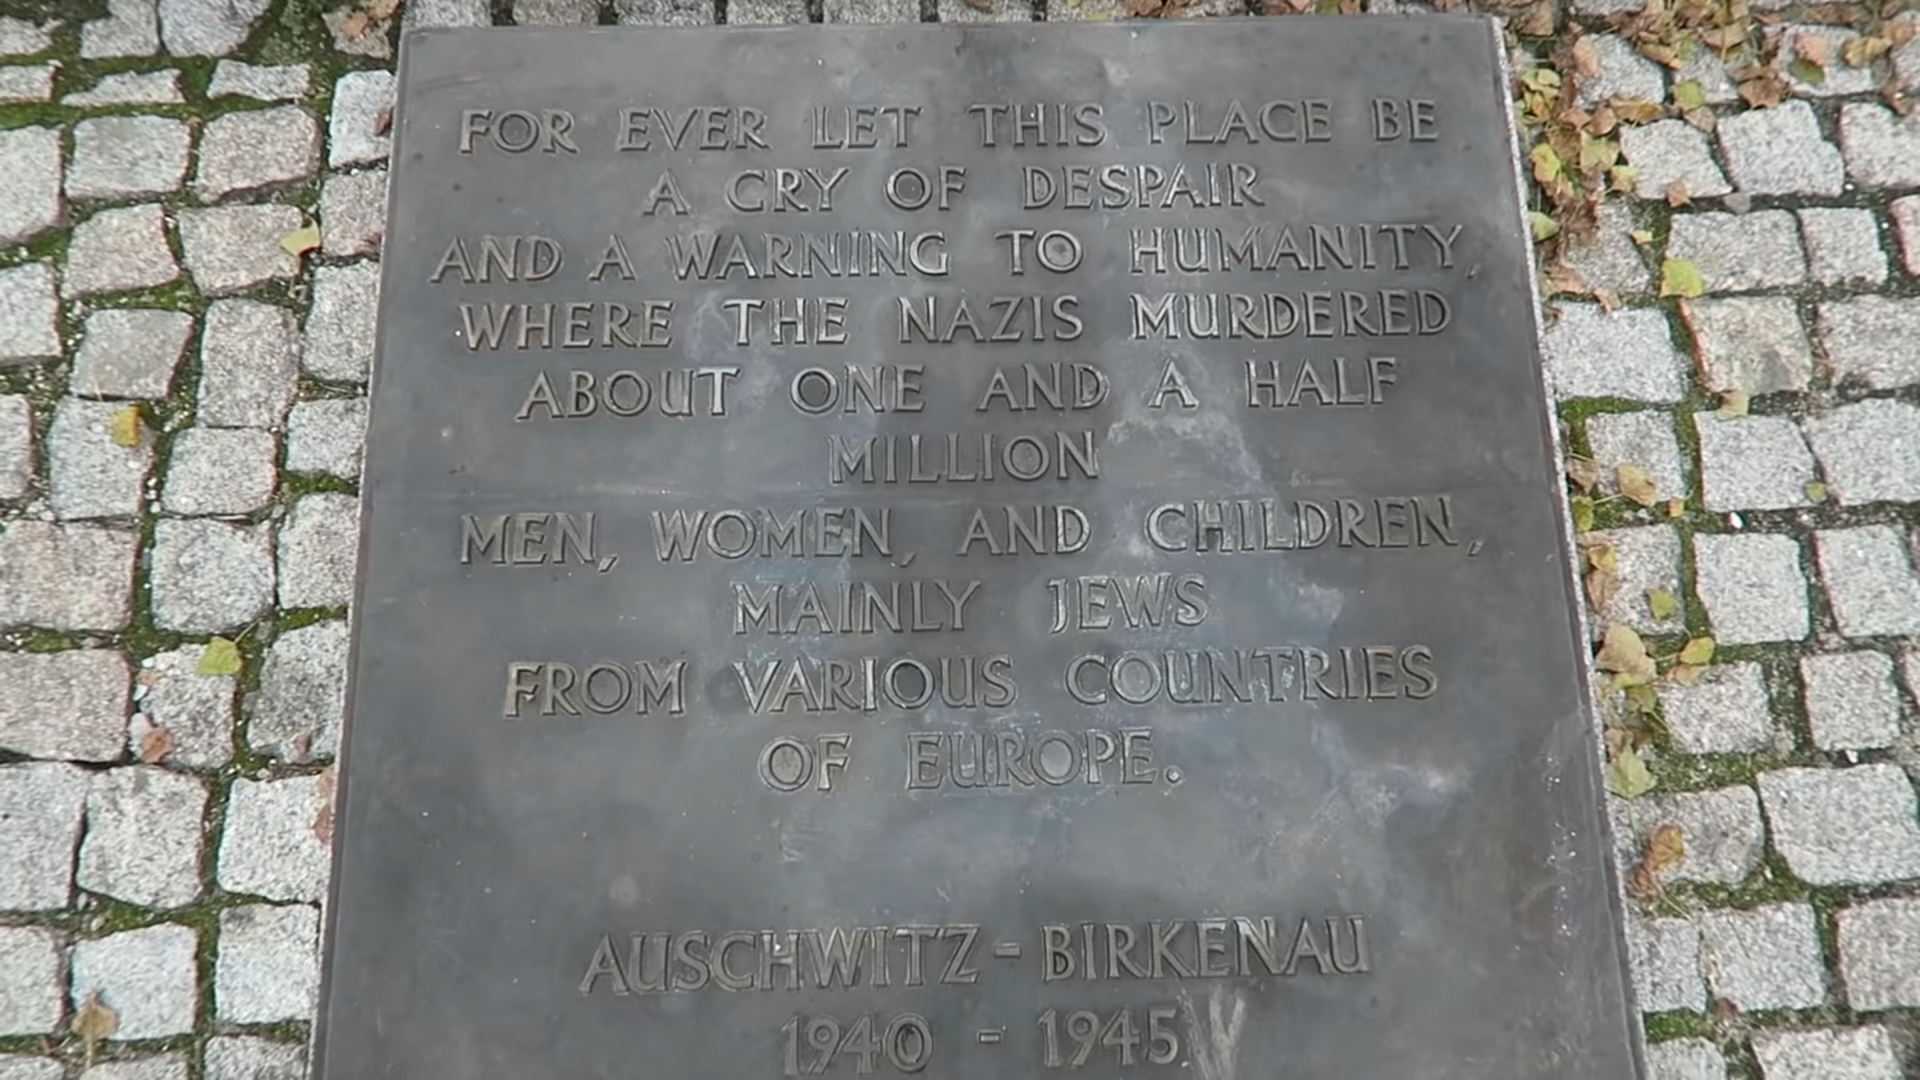 FOR EVER LET THIS PLACE BE
A CRY OF DESPAIR
AND A WARNING TO HUMANITY,
WHERE THE NAZIS MURDERED
ABOUT ONE AND A HALF
MILLION
MEN, WOMEN, AND CHILDREN,
MAINLY JEWS
FROM VARIOUS COUNTRIES
OF EUROPE.
AUSCHWITZ - BIRKENAU
1940 - 1945